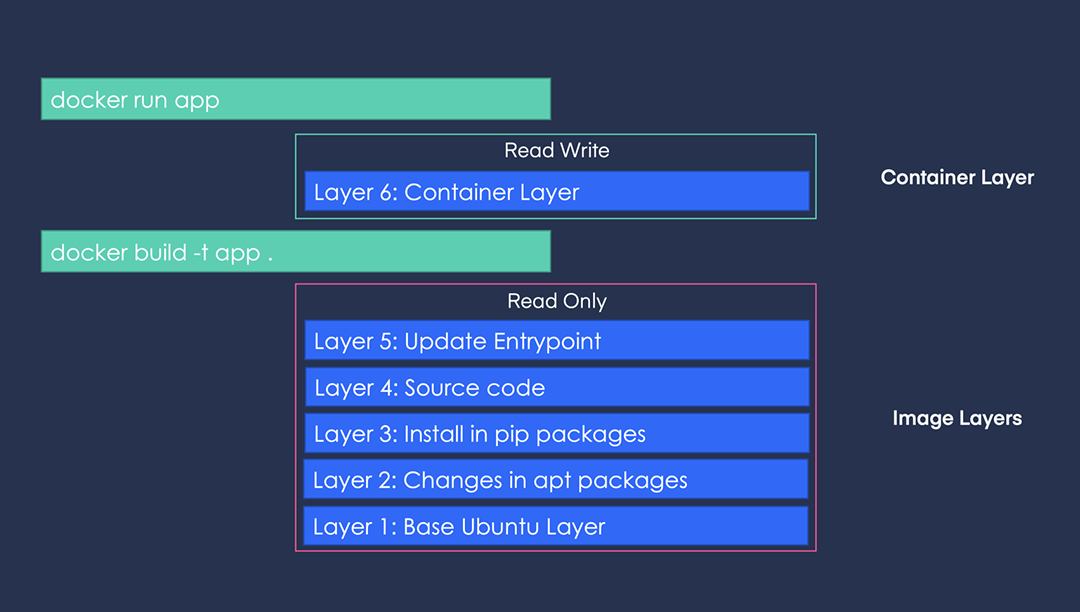 docker run app
Read Write
Layer 6: Container Layer
Container Layer
docker build -t app .
Read Only
Layer 5: Update Entrypoint
Layer 4: Source code
Layer 3: Install in pip packages
Image Layers
Layer 2: Changes in apt packages
Layer 1: Base Ubuntu Layer